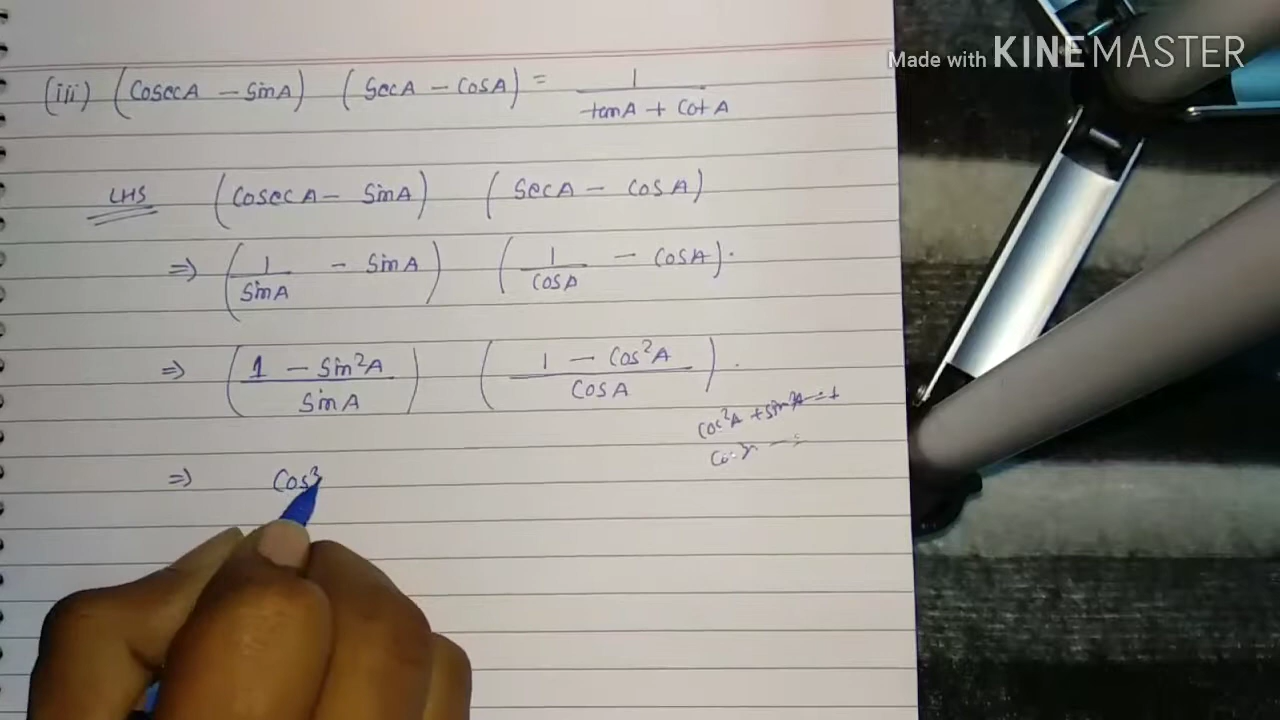 Made with KINEMASTER
(iii) (CosecA - SinA) (SecA - CosA) = 1/(tanA + CotA)
LHS (CosecA - SinA) (SecA - CosA)
⇒ (1/SinA - SinA) (1/CosA - CosA).
⇒ ((1 - Sin²A)/SinA) ((1 - Cos²A)/CosA).
Cos²A + Sin²A = 1
⇒ Cos²